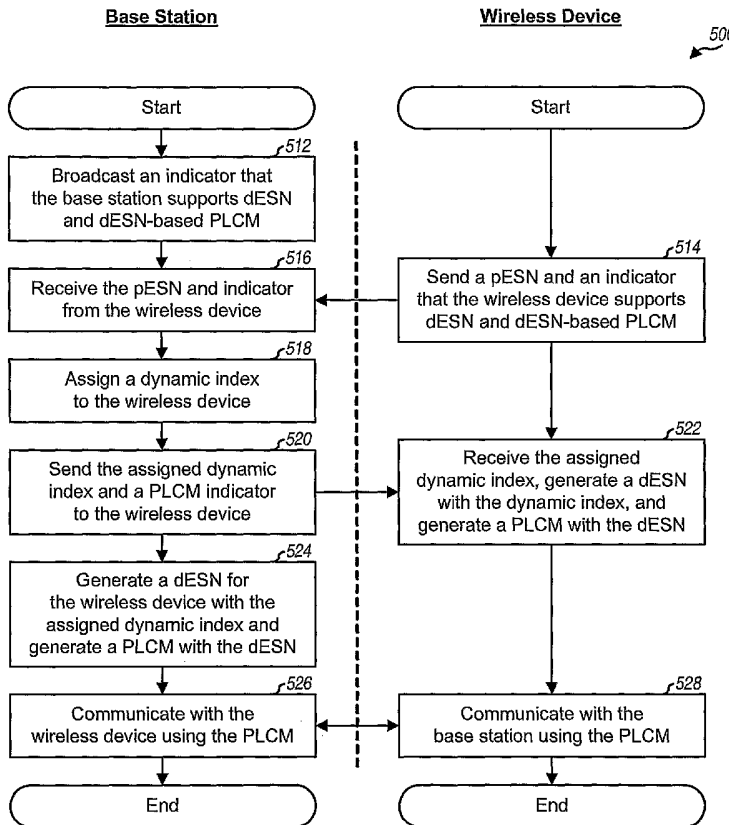 Base Station
Wireless Device
500
Start
Start
512
Broadcast an indicator that
the base station supports dESN
and dESN-based PLCM
514
Send a pESN and an indicator
that the wireless device supports
dESN and dESN-based PLCM
516
Receive the pESN and indicator
from the wireless device
518
Assign a dynamic index
to the wireless device
520
Send the assigned dynamic
index and a PLCM indicator
to the wireless device
522
Receive the assigned
dynamic index, generate a dESN
with the dynamic index, and
generate a PLCM with the dESN
524
Generate a dESN for
the wireless device with the
assigned dynamic index and
generate a PLCM with the dESN
526
Communicate with the
wireless device using the PLCM
528
Communicate with the
base station using the PLCM
End
End